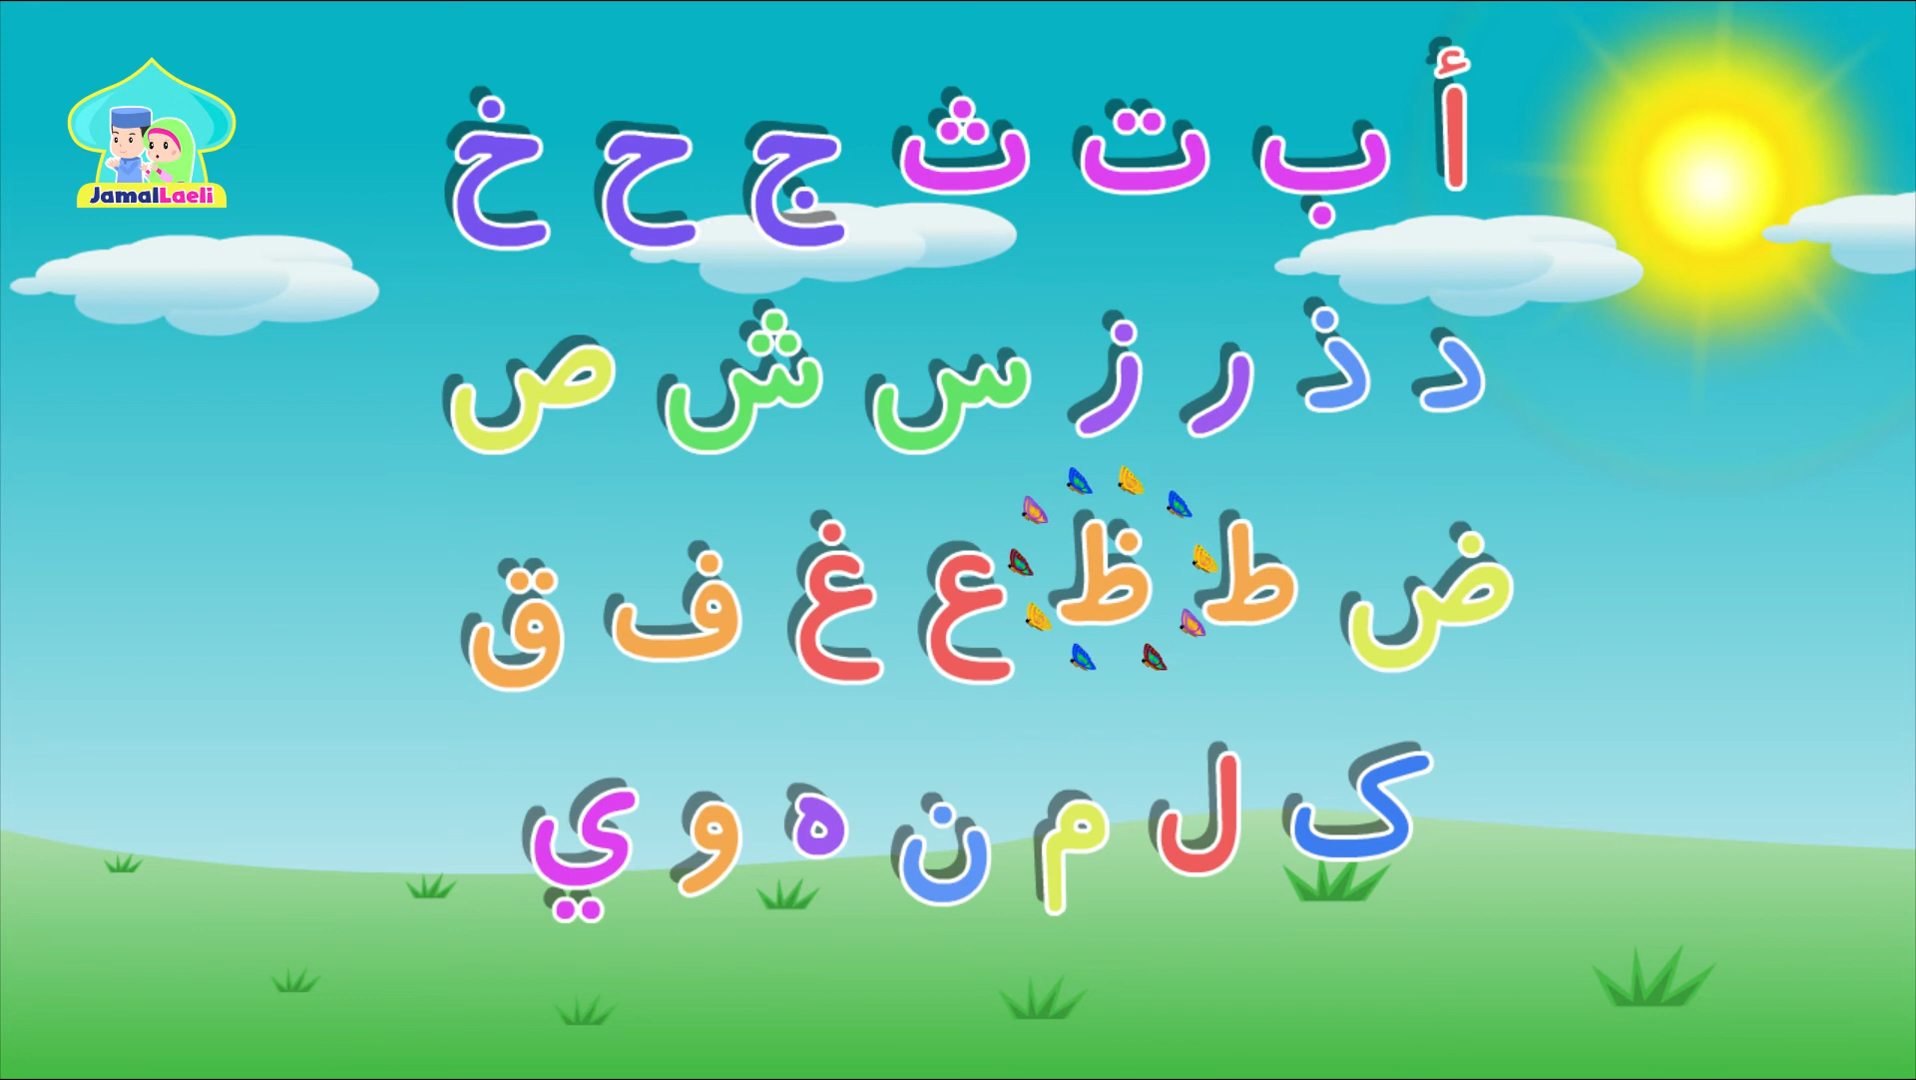 JamalLaeli
أ ب ت ث ج ح خ
د ذ ر ز س ش ص
ض ط ظ ع غ ف ق
ک ل م ن ه و ي